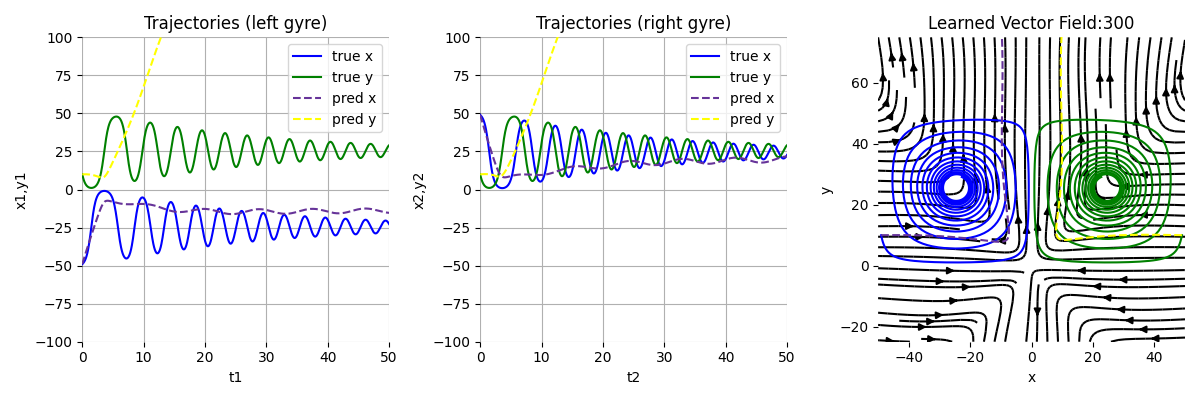 Trajectories (left gyre)
100
75
50
25
0
−25
−50
−75
−100
0
10
20
30
40
50
t1
x1,y1
true x
true y
pred x
pred y
Trajectories (right gyre)
100
75
50
25
0
−25
−50
−75
−100
0
10
20
30
40
50
t2
x2,y2
true x
true y
pred x
pred y
Learned Vector Field:300
60
40
20
0
−20
−40
−20
0
20
40
x
y